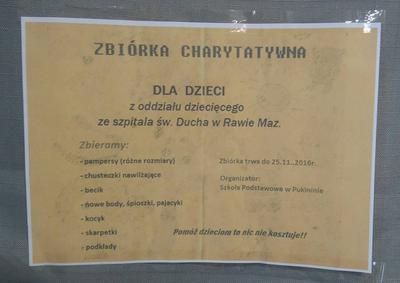 ZBIÓRKA CHARYTATYWNA
DLA DZIECI
z oddziału dziecięcego
ze szpitala św. Ducha w Rawie Maz.
Zbieramy:
- pampersy (różne rozmiary)
- chusteczki nawilżające
- becik
- nowe body, śpioszki, pajacyki
- kocyk
- skarpetki
- podkłady
Zbiórka trwa do 25.11..2016r.
Organizator:
Szkoła Podstawowa w Pukininie
Pomóż dzieciom to nic nie kosztuje!!